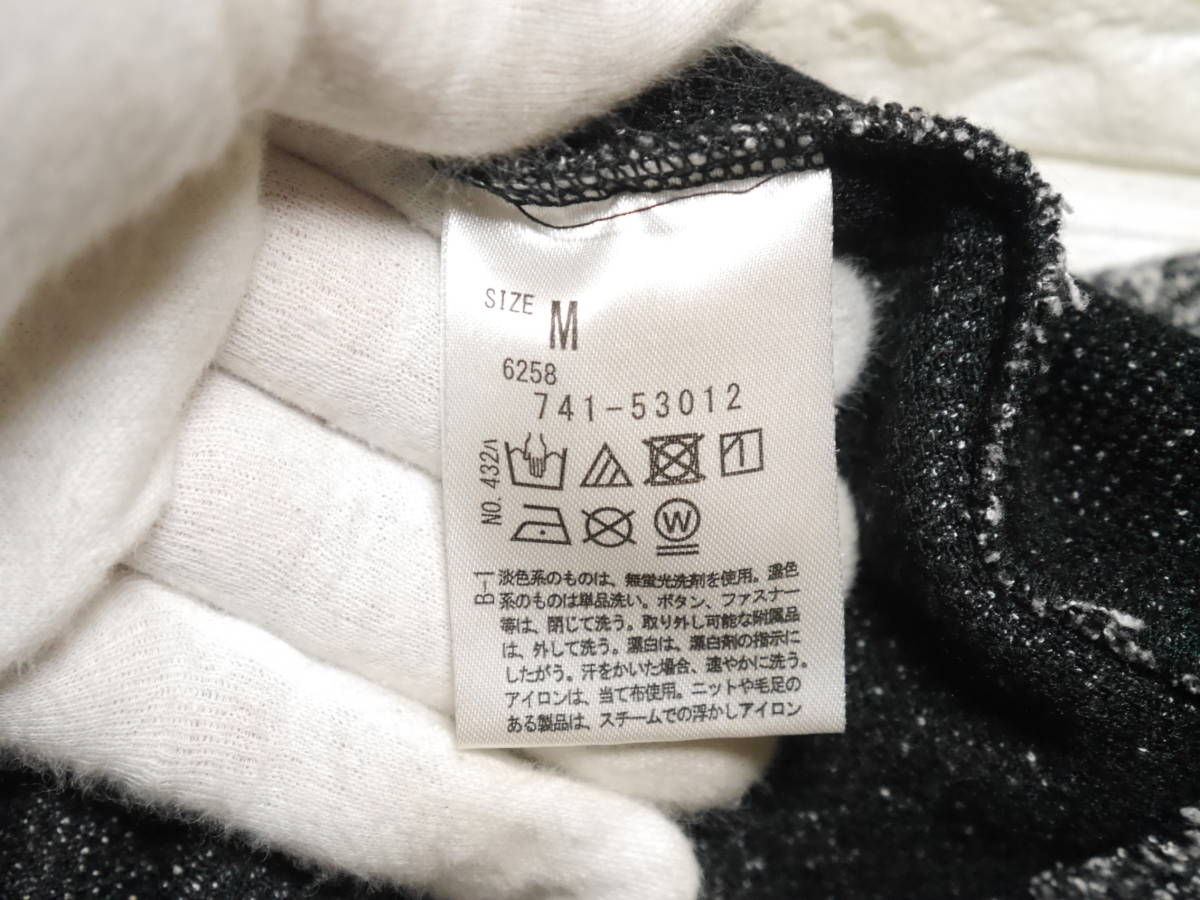 SIZE M
6258
741-53012
NO. 432ﾊ
W
B-1
淡色系のものは、無蛍光洗剤を使用。濃色
系のものは単品洗い。ボタン、ファスナー
等は、閉じて洗う。取り外し可能な附属品
は、外して洗う。漂白は、漂白剤の指示に
したがう。汗をかいた場合、速やかに洗う。
アイロンは、当て布使用。ニットや毛足の
ある製品は、スチームでの浮かしアイロン